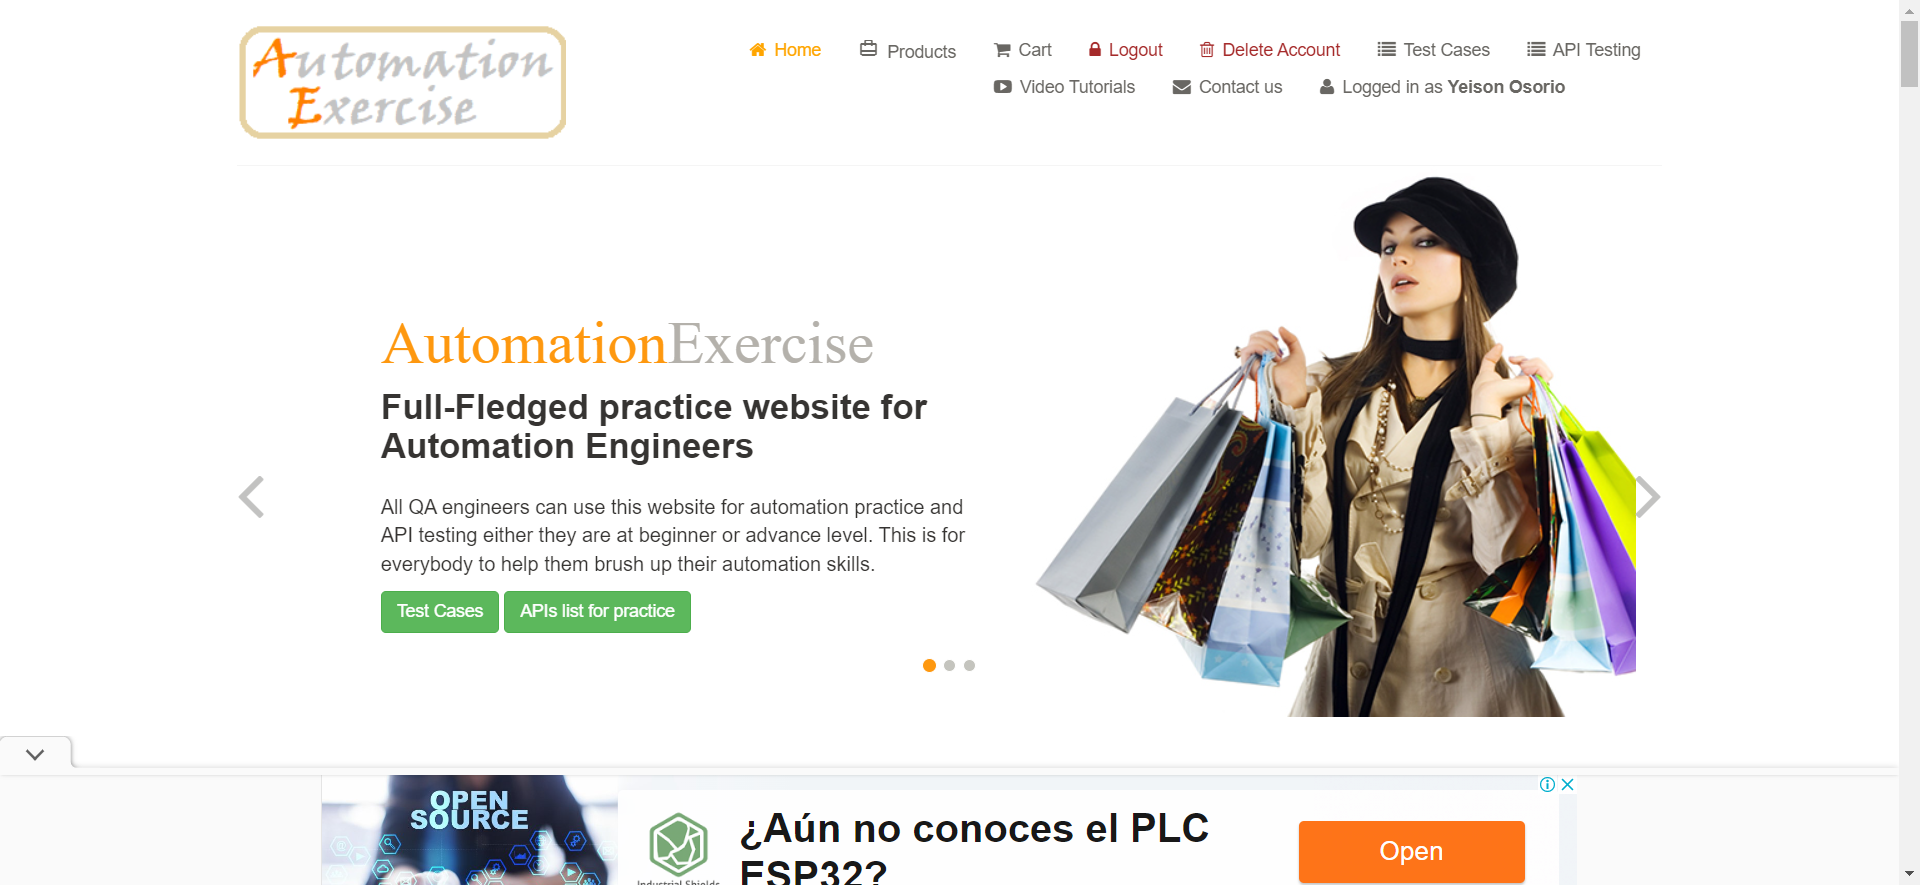 Automation
Exercise
Home
Products
Cart
Logout
Delete Account
Test Cases
API Testing
Video Tutorials
Contact us
Logged in as Yeison Osorio
AutomationExercise
Full-Fledged practice website for
Automation Engineers
All QA engineers can use this website for automation practice and
API testing either they are at beginner or advance level. This is for
everybody to help them brush up their automation skills.
Test Cases
APIs list for practice
OPEN
SOURCE
Industrial Shields
¿Aún no conoces el PLC
ESP32?
Open